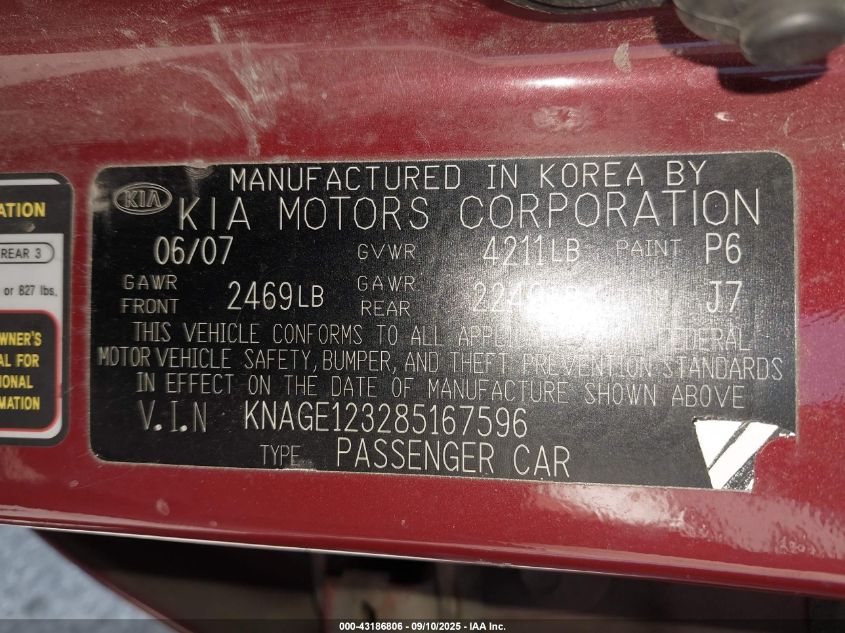 MANUFACTURED IN KOREA BY
KIA
KIA MOTORS CORPORATION
06/07 GVWR 4211LB PAINT P6
GAWR FRONT 2469LB GAWR REAR J7
THIS VEHICLE CONFORMS TO ALL FEDERAL
MOTOR VEHICLE SAFETY, BUMPER, AND THEFT PREVENTION STANDARDS
IN EFFECT ON THE DATE OF MANUFACTURE SHOWN ABOVE
V.I.N KNAGE123285167596
TYPE PASSENGER CAR
ATION
REAR 3
or 827 lbs.
WNER'S
AL FOR
IONAL
RMATION
000-43186806 - 09/10/2025 - IAA Inc.